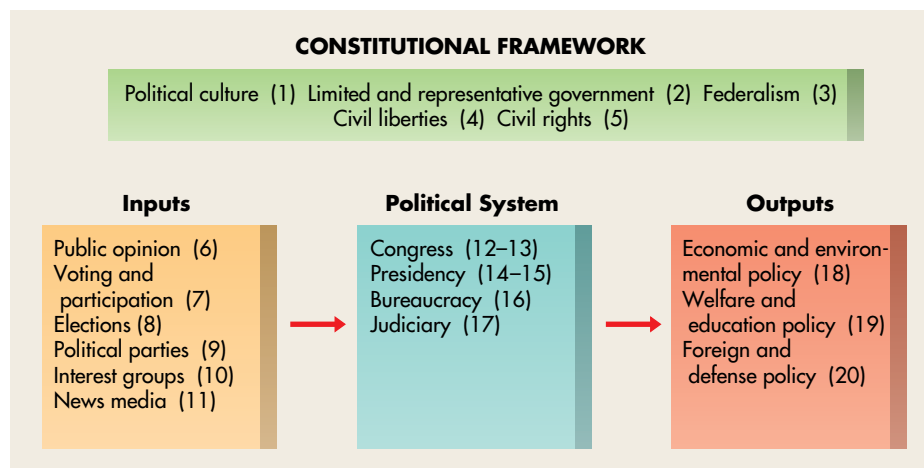 CONSTITUTIONAL FRAMEWORK
Political culture (1) Limited and representative government (2) Federalism (3)
Civil liberties (4) Civil rights (5)
Inputs
Public opinion (6)
Voting and
participation (7)
Elections (8)
Political parties (9)
Interest groups (10)
News media (11)
Political System
Congress (12–13)
Presidency (14–15)
Bureaucracy (16)
Judiciary (17)
Outputs
Economic and environ-
mental policy (18)
Welfare and
education policy (19)
Foreign and
defense policy (20)